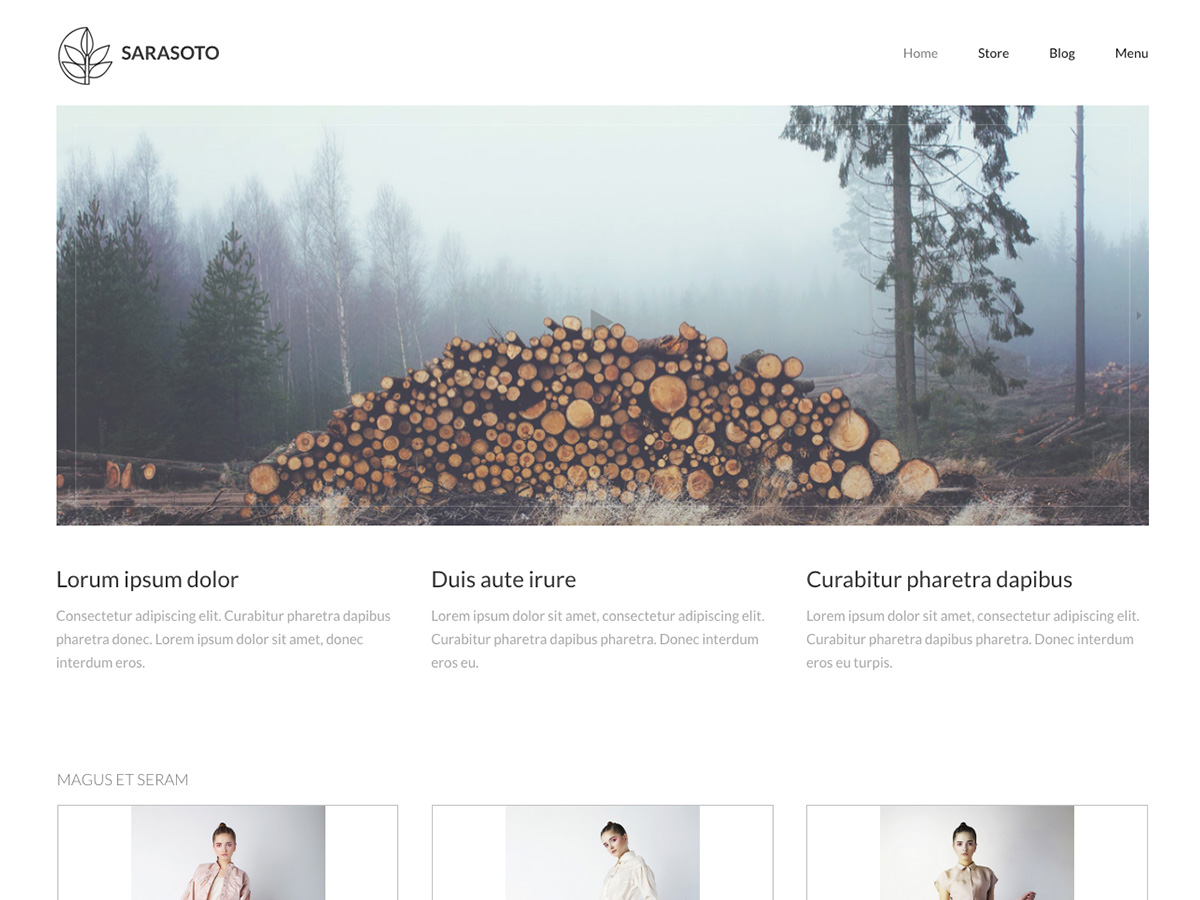 SARASOTO
Home Store Blog Menu
Lorum ipsum dolor
Consectetur adipiscing elit. Curabitur pharetra dapibus
pharetra donec. Lorem ipsum dolor sit amet, donec
interdum eros.
Duis aute irure
Lorem ipsum dolor sit amet, consectetur adipiscing elit.
Curabitur pharetra dapibus pharetra. Donec interdum
eros eu.
Curabitur pharetra dapibus
Lorem ipsum dolor sit amet, consectetur adipiscing elit.
Curabitur pharetra dapibus pharetra. Donec interdum
eros eu turpis.
MAGUS ET SERAM